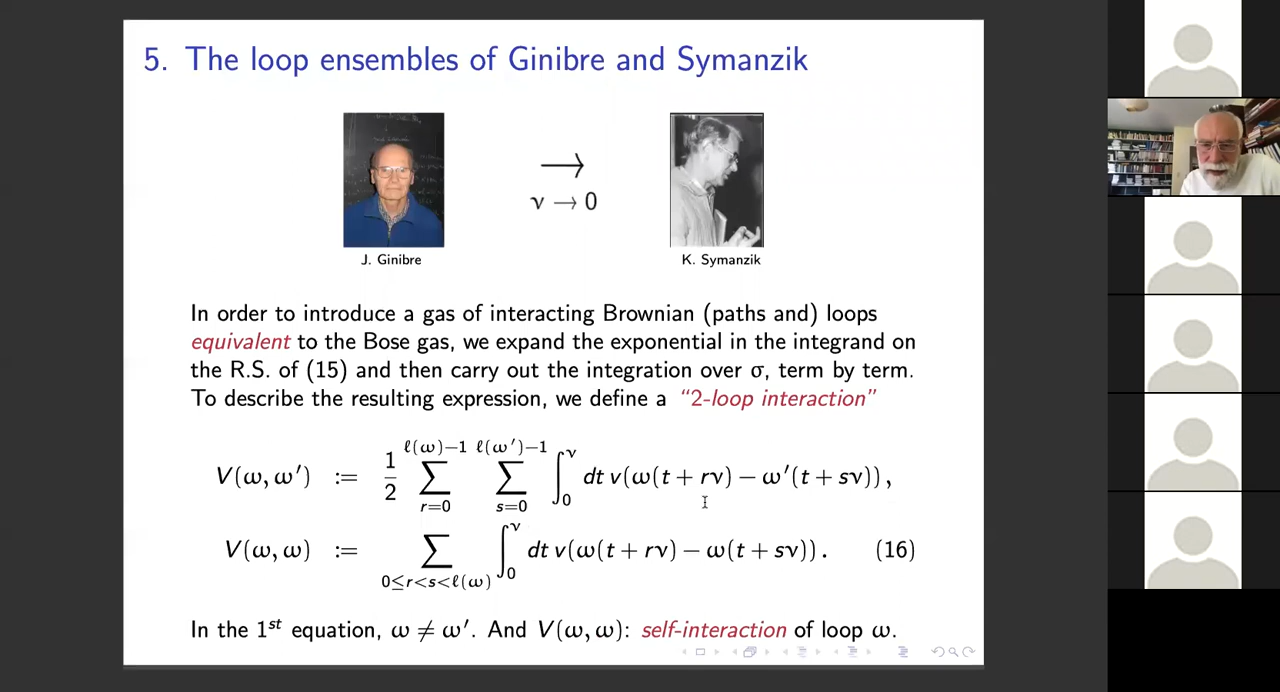 5. The loop ensembles of Ginibre and Symanzik
→
ν → 0
J. Ginibre
K. Symanzik
In order to introduce a gas of interacting Brownian (paths and) loops
equivalent to the Bose gas, we expand the exponential in the integrand on
the R.S. of (15) and then carry out the integration over σ, term by term.
To describe the resulting expression, we define a “2-loop interaction”
V(ω, ω′) := 1/2 ∑_{r=0}^{ℓ(ω)−1} ∑_{s=0}^{ℓ(ω′)−1} ∫_0^ν dt v(ω(t + rν) − ω′(t + sν)),
V(ω, ω) := ∑_{0≤r<s<ℓ(ω)} ∫_0^ν dt v(ω(t + rν) − ω(t + sν)). (16)
In the 1st equation, ω ≠ ω′. And V(ω, ω): self-interaction of loop ω.